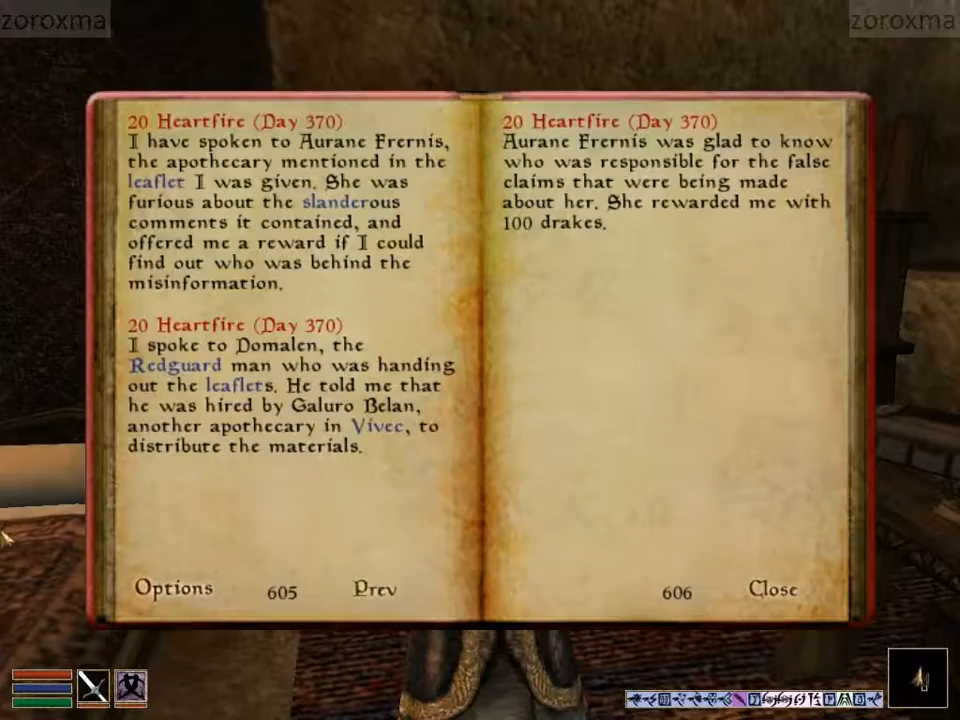 zoroxma
zoroxma
20 Heartfire (Day 370)
I have spoken to Aurane Frernis,
the apothecary mentioned in the
leaflet I was given. She was
furious about the slanderous
comments it contained, and
offered me a reward if I could
find out who was behind the
misinformation.
20 Heartfire (Day 370)
I spoke to Domalen, the
Redguard man who was handing
out the leaflets. He told me that
he was hired by Galuro Belan,
another apothecary in Vivec, to
distribute the materials.
Options
605
Prev
20 Heartfire (Day 370)
Aurane Frernis was glad to know
who was responsible for the false
claims that were being made
about her. She rewarded me with
100 drakes.
606
Close